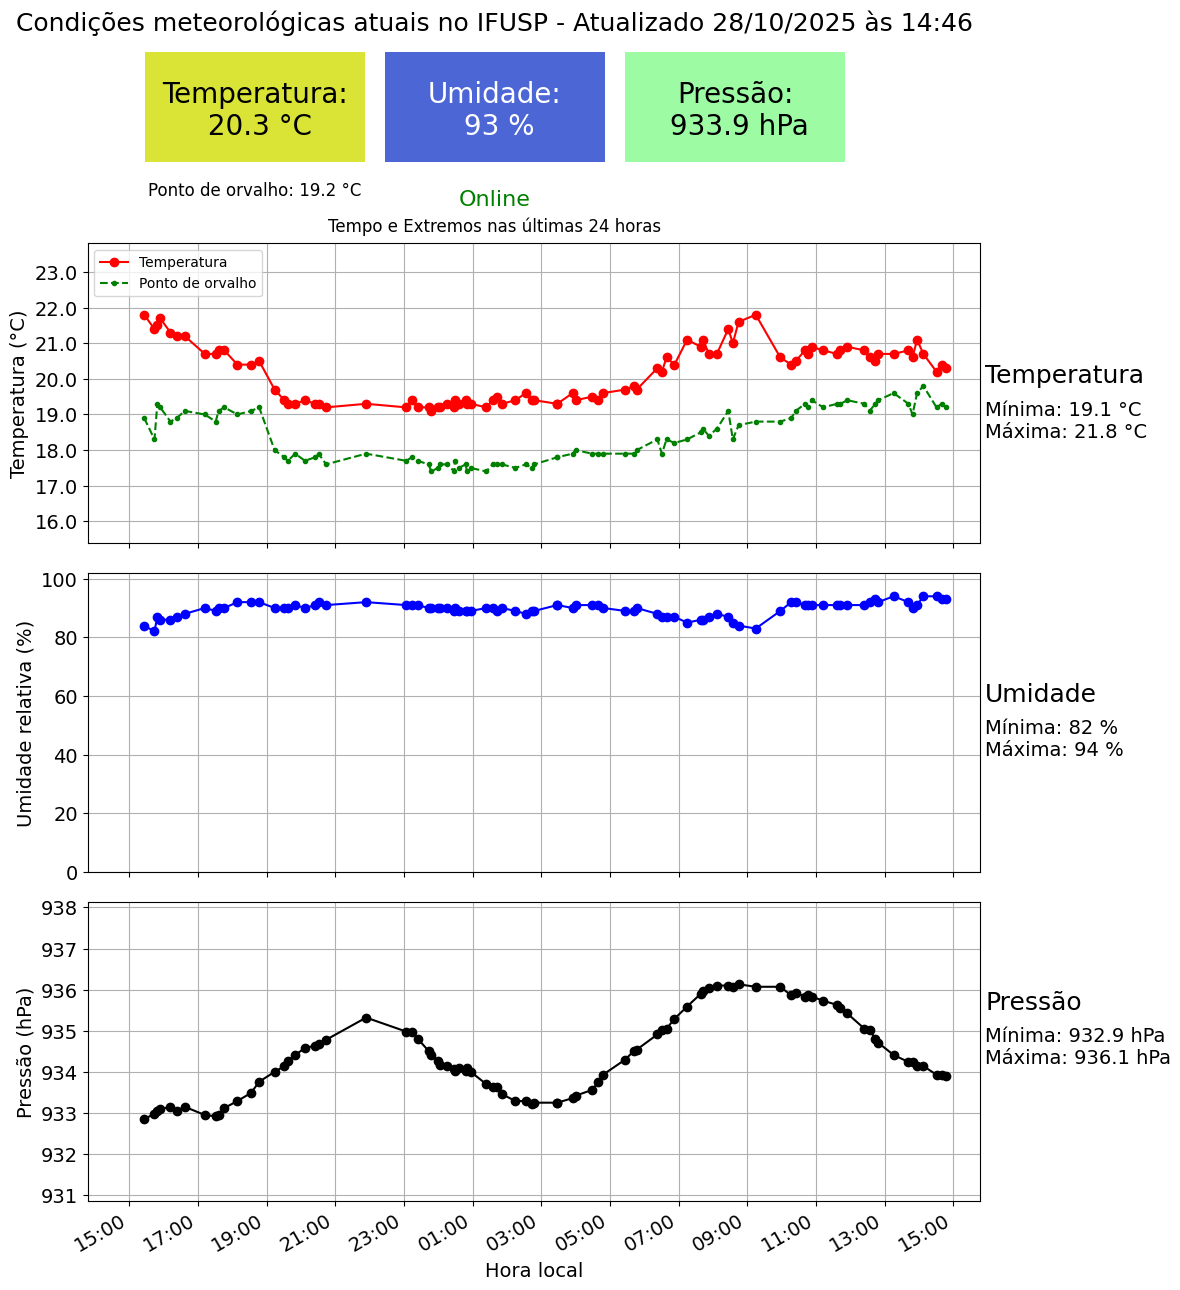 Condições meteorológicas atuais no IFUSP - Atualizado 28/10/2025 às 14:46
Temperatura:
20.3 °C
Umidade:
93 %
Pressão:
933.9 hPa
Ponto de orvalho: 19.2 °C
Online
Tempo e Extremos nas últimas 24 horas
Temperatura
Ponto de orvalho
Temperatura (°C)
23.0
22.0
21.0
20.0
19.0
18.0
17.0
16.0
Temperatura
Mínima: 19.1 °C
Máxima: 21.8 °C
Umidade relativa (%)
100
80
60
40
20
0
Umidade
Mínima: 82 %
Máxima: 94 %
Pressão (hPa)
938
937
936
935
934
933
932
931
Pressão
Mínima: 932.9 hPa
Máxima: 936.1 hPa
15:00
17:00
19:00
21:00
23:00
01:00
03:00
05:00
07:00
09:00
11:00
13:00
15:00
Hora local